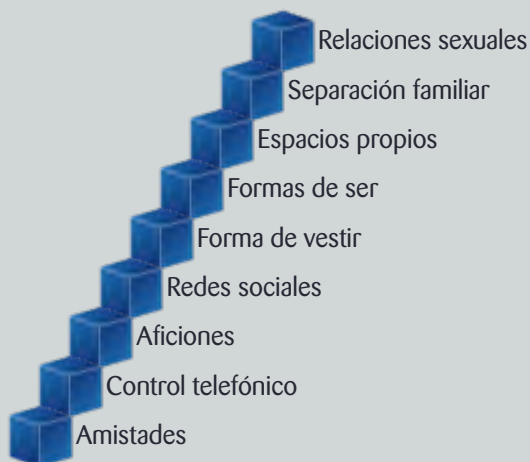 Relaciones sexuales
Separación familiar
Espacios propios
Formas de ser
Forma de vestir
Redes sociales
Aficiones
Control telefónico
Amistades